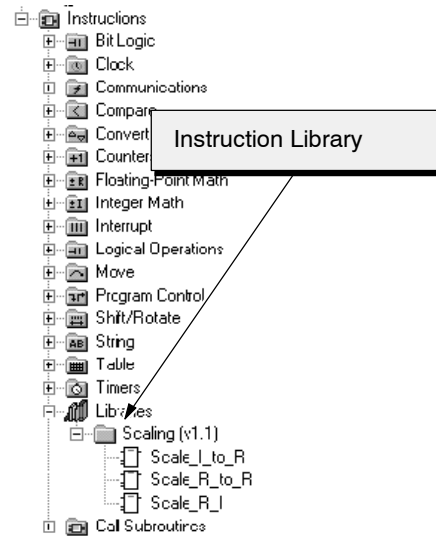 Instructions
Bit Logic
Clock
Communications
Compare
Convert
Instruction Library
Counters
Floating-Point Math
Integer Math
Interrupt
Logical Operations
Move
Program Control
Shift/Rotate
String
Table
Timers
Libraries
Scaling (v1.1)
Scale_I_to_R
Scale_R_to_R
Scale_R_I
Call Subroutines